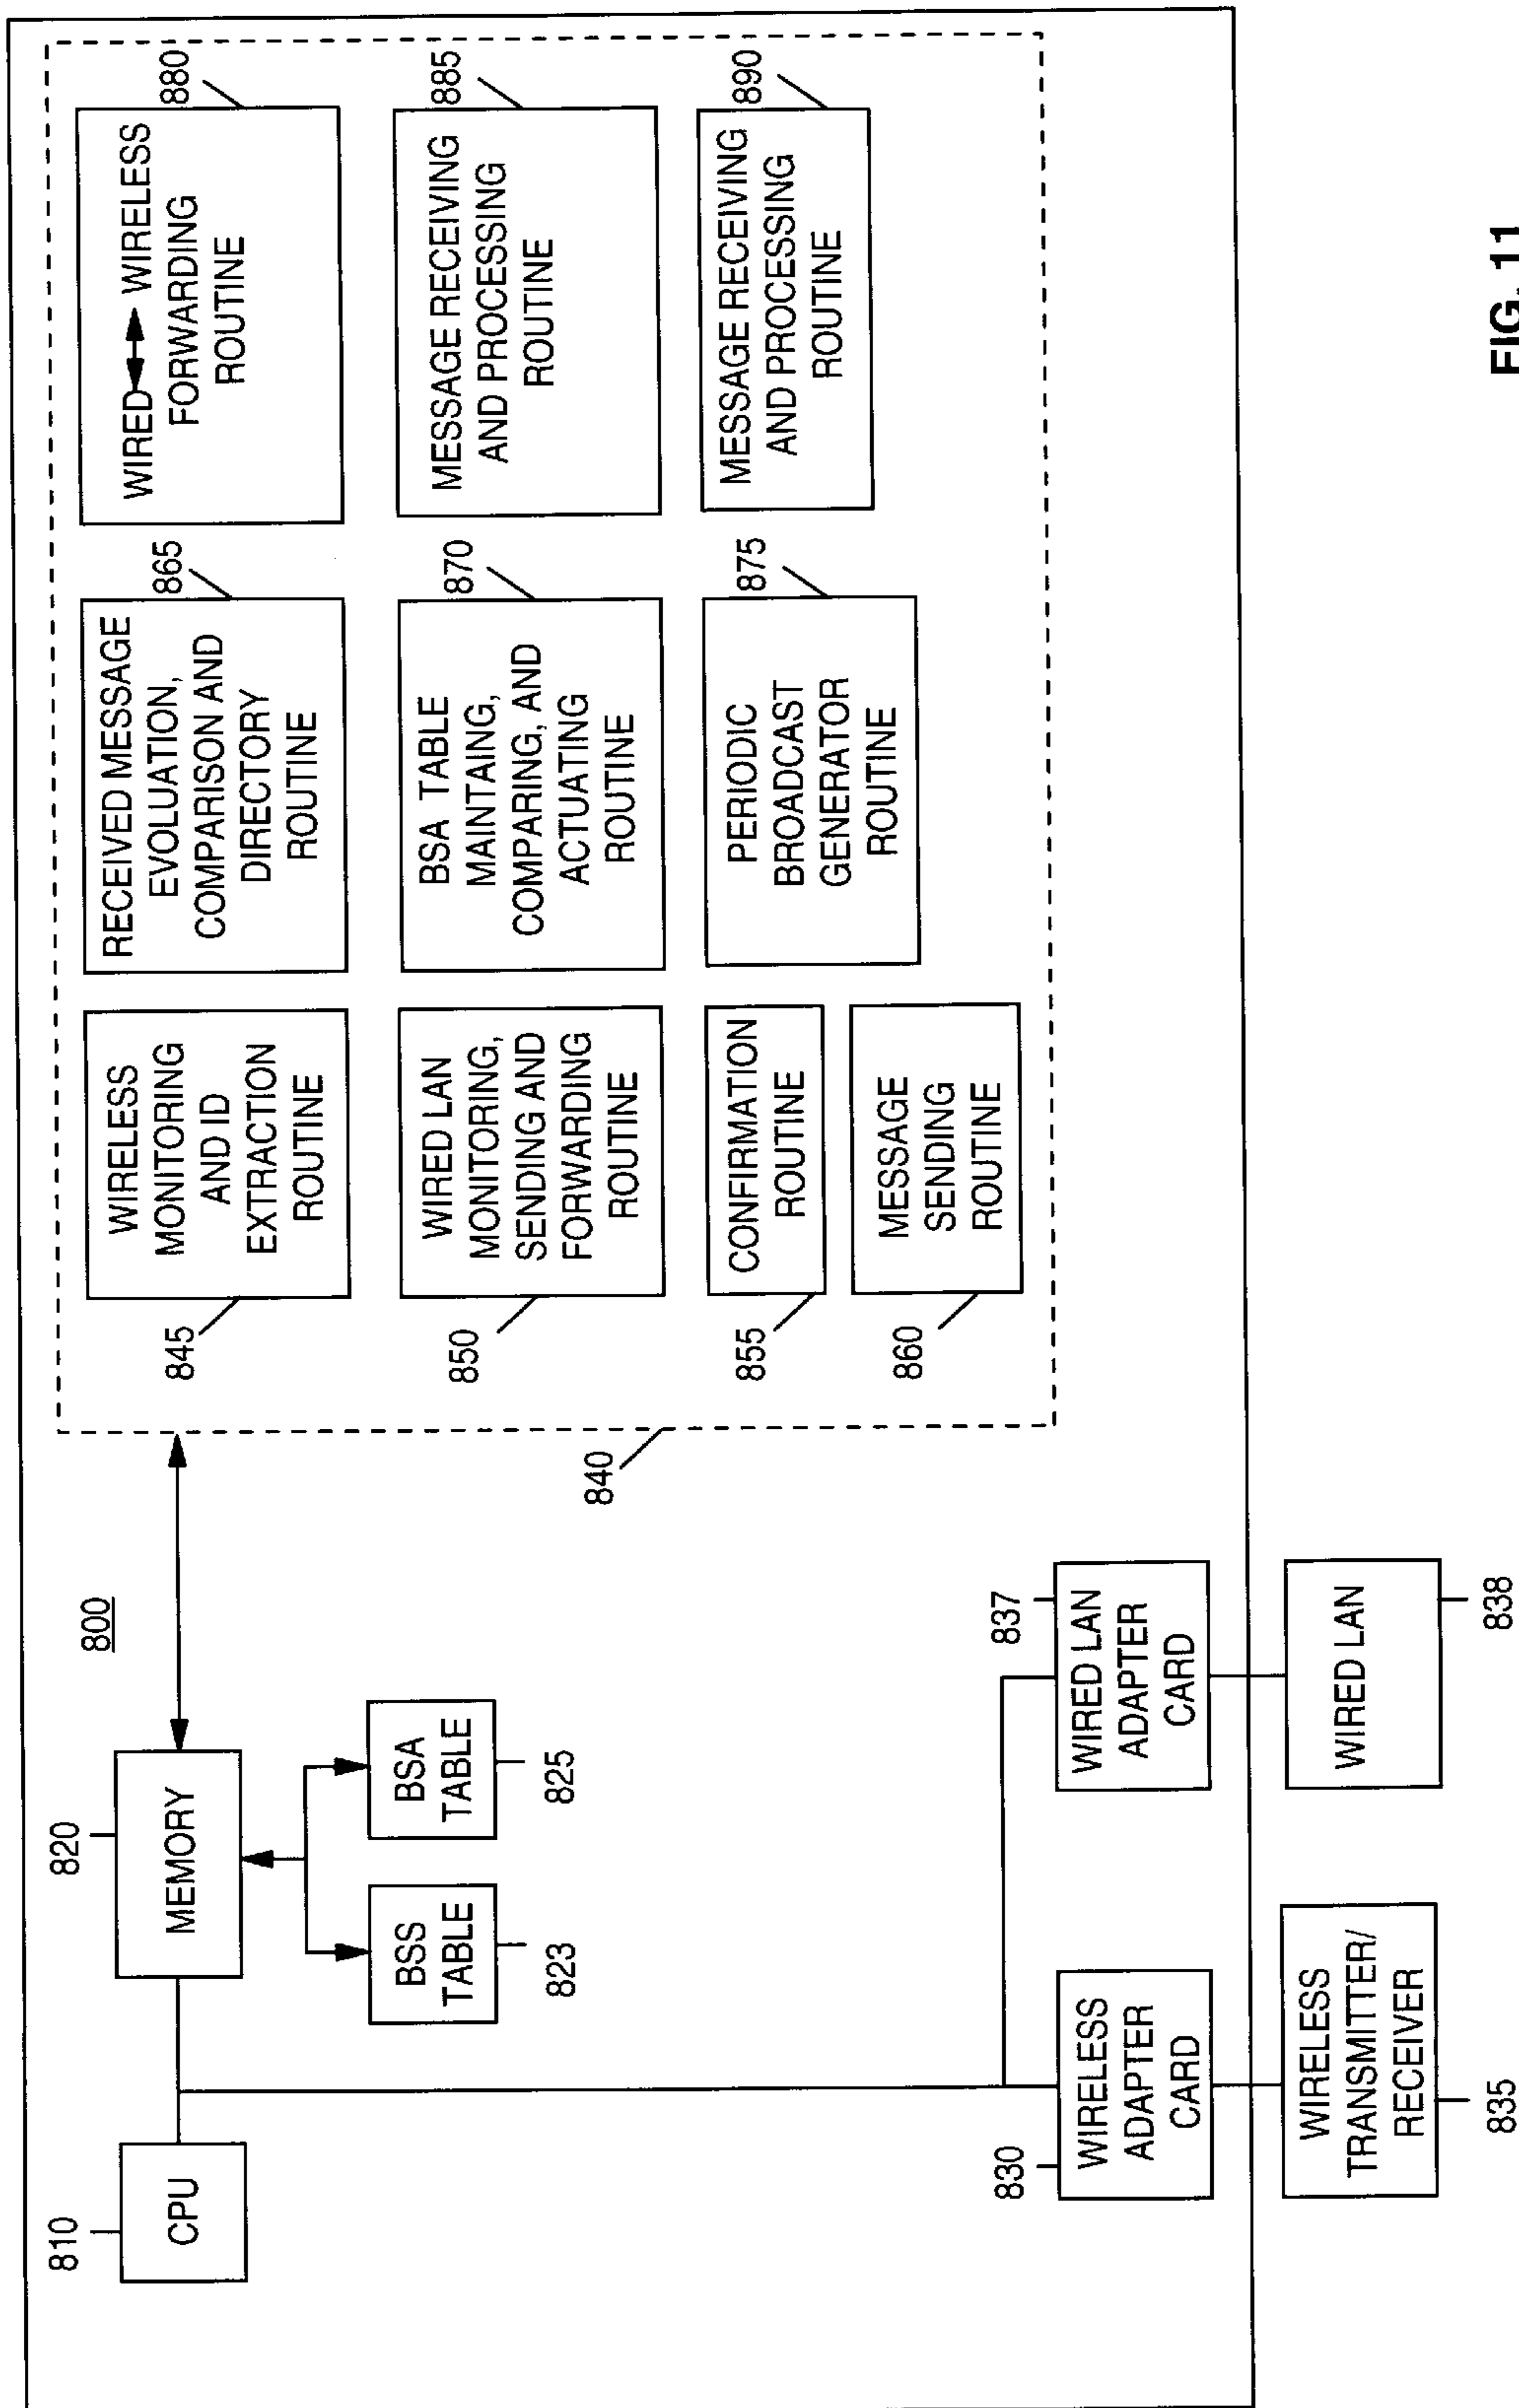 800
810
CPU
820
MEMORY
BSS
TABLE
823
BSA
TABLE
825
830
WIRELESS
ADAPTER
CARD
837
WIRED LAN
ADAPTER
CARD
WIRELESS
TRANSMITTER/
RECEIVER
835
WIRED LAN
838
840
845
WIRELESS
MONITORING
AND ID
EXTRACTION
ROUTINE
850
WIRED LAN
MONITORING,
SENDING AND
FORWARDING
ROUTINE
855
CONFIRMATION
ROUTINE
860
MESSAGE
SENDING
ROUTINE
865
RECEIVED MESSAGE
EVOLUATION,
COMPARISON AND
DIRECTORY
ROUTINE
870
BSA TABLE
MAINTAING,
COMPARING, AND
ACTUATING
ROUTINE
875
PERIODIC
BROADCAST
GENERATOR
ROUTINE
880
WIRED WIRELESS
FORWARDING
ROUTINE
885
MESSAGE RECEIVING
AND PROCESSING
ROUTINE
890
MESSAGE RECEIVING
AND PROCESSING
ROUTINE
FIG. 11